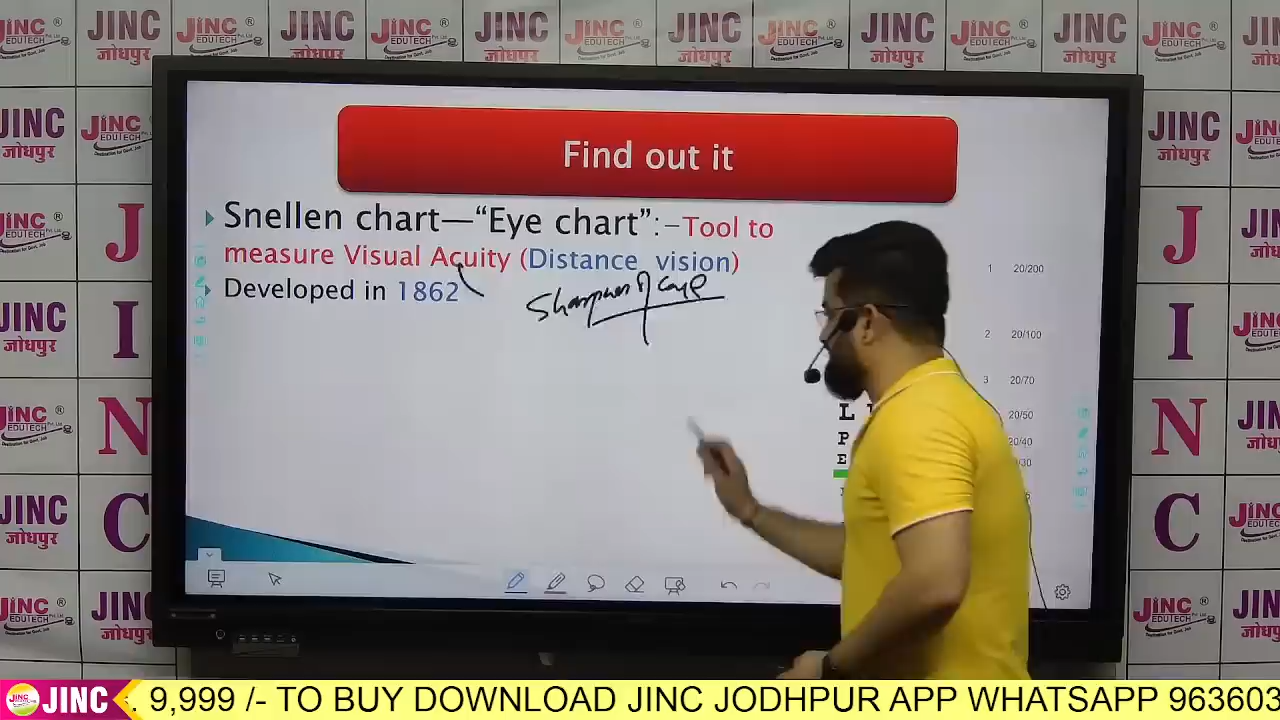 Find out it
Snellen chart—“Eye chart”:-Tool to
measure Visual Acuity (Distance vision)
Developed in 1862
Sharpness of eye
1 20/200
2 20/100
3 20/70
L 20/50
P 20/40
E /30
JINC
जोधपुर
JINC
EDUTECH
J
I
N
C
JINC 9,999 /- TO BUY DOWNLOAD JINC JODHPUR APP WHATSAPP 963603